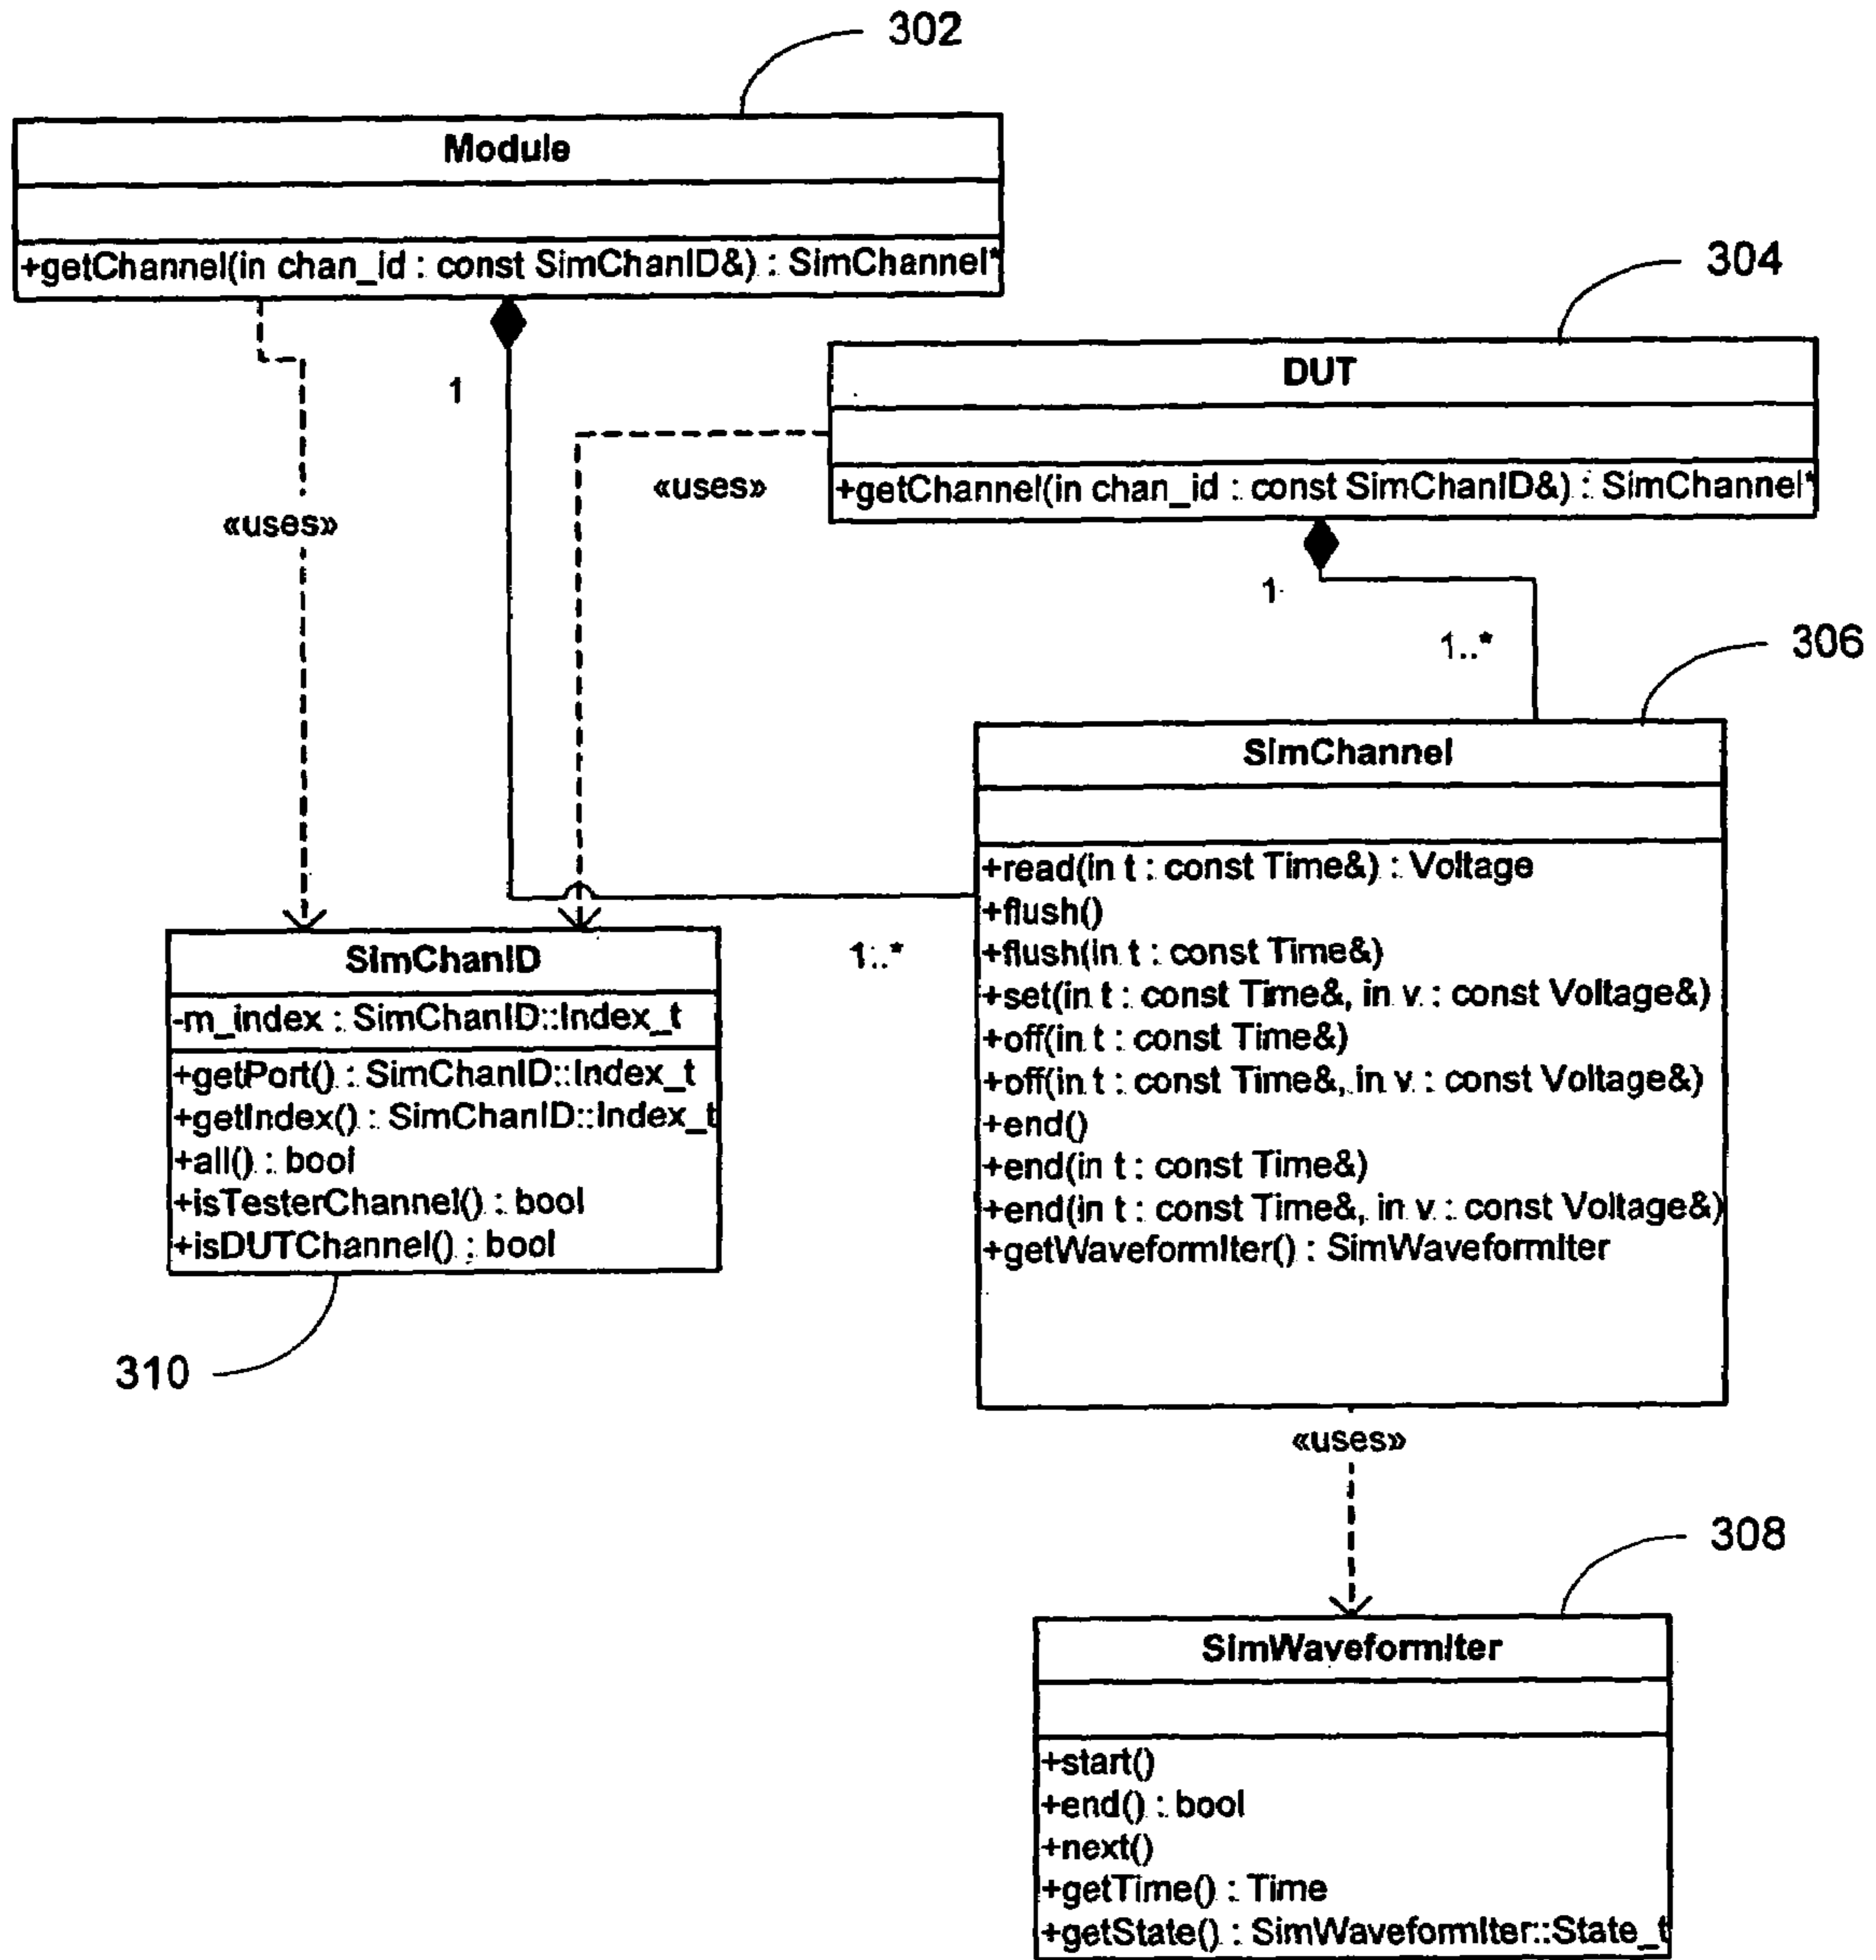 302
Module
+getChannel(in chan_id : const SimChanID&) : SimChannel*
304
DUT
+getChannel(in chan_id : const SimChanID&) : SimChannel*
1
«uses»
«uses»
1
1..*
306
SimChannel
+read(in t : const Time&) : Voltage
+flush()
+flush(in t : const Time&)
+set(in t : const Time&, in v : const Voltage&)
+off(in t : const Time&)
+off(in t : const Time&, in v : const Voltage&)
+end()
+end(in t : const Time&)
+end(in t : const Time&, in v : const Voltage&)
+getWaveformIter() : SimWaveformIter
1..*
SimChanID
-m_index : SimChanID::Index_t
+getPort() : SimChanID::Index_t
+getIndex() : SimChanID::Index_t
+all() : bool
+isTesterChannel() : bool
+isDUTChannel() : bool
310
«uses»
308
SimWaveformIter
+start()
+end() : bool
+next()
+getTime() : Time
+getState() : SimWaveformIter::State_t